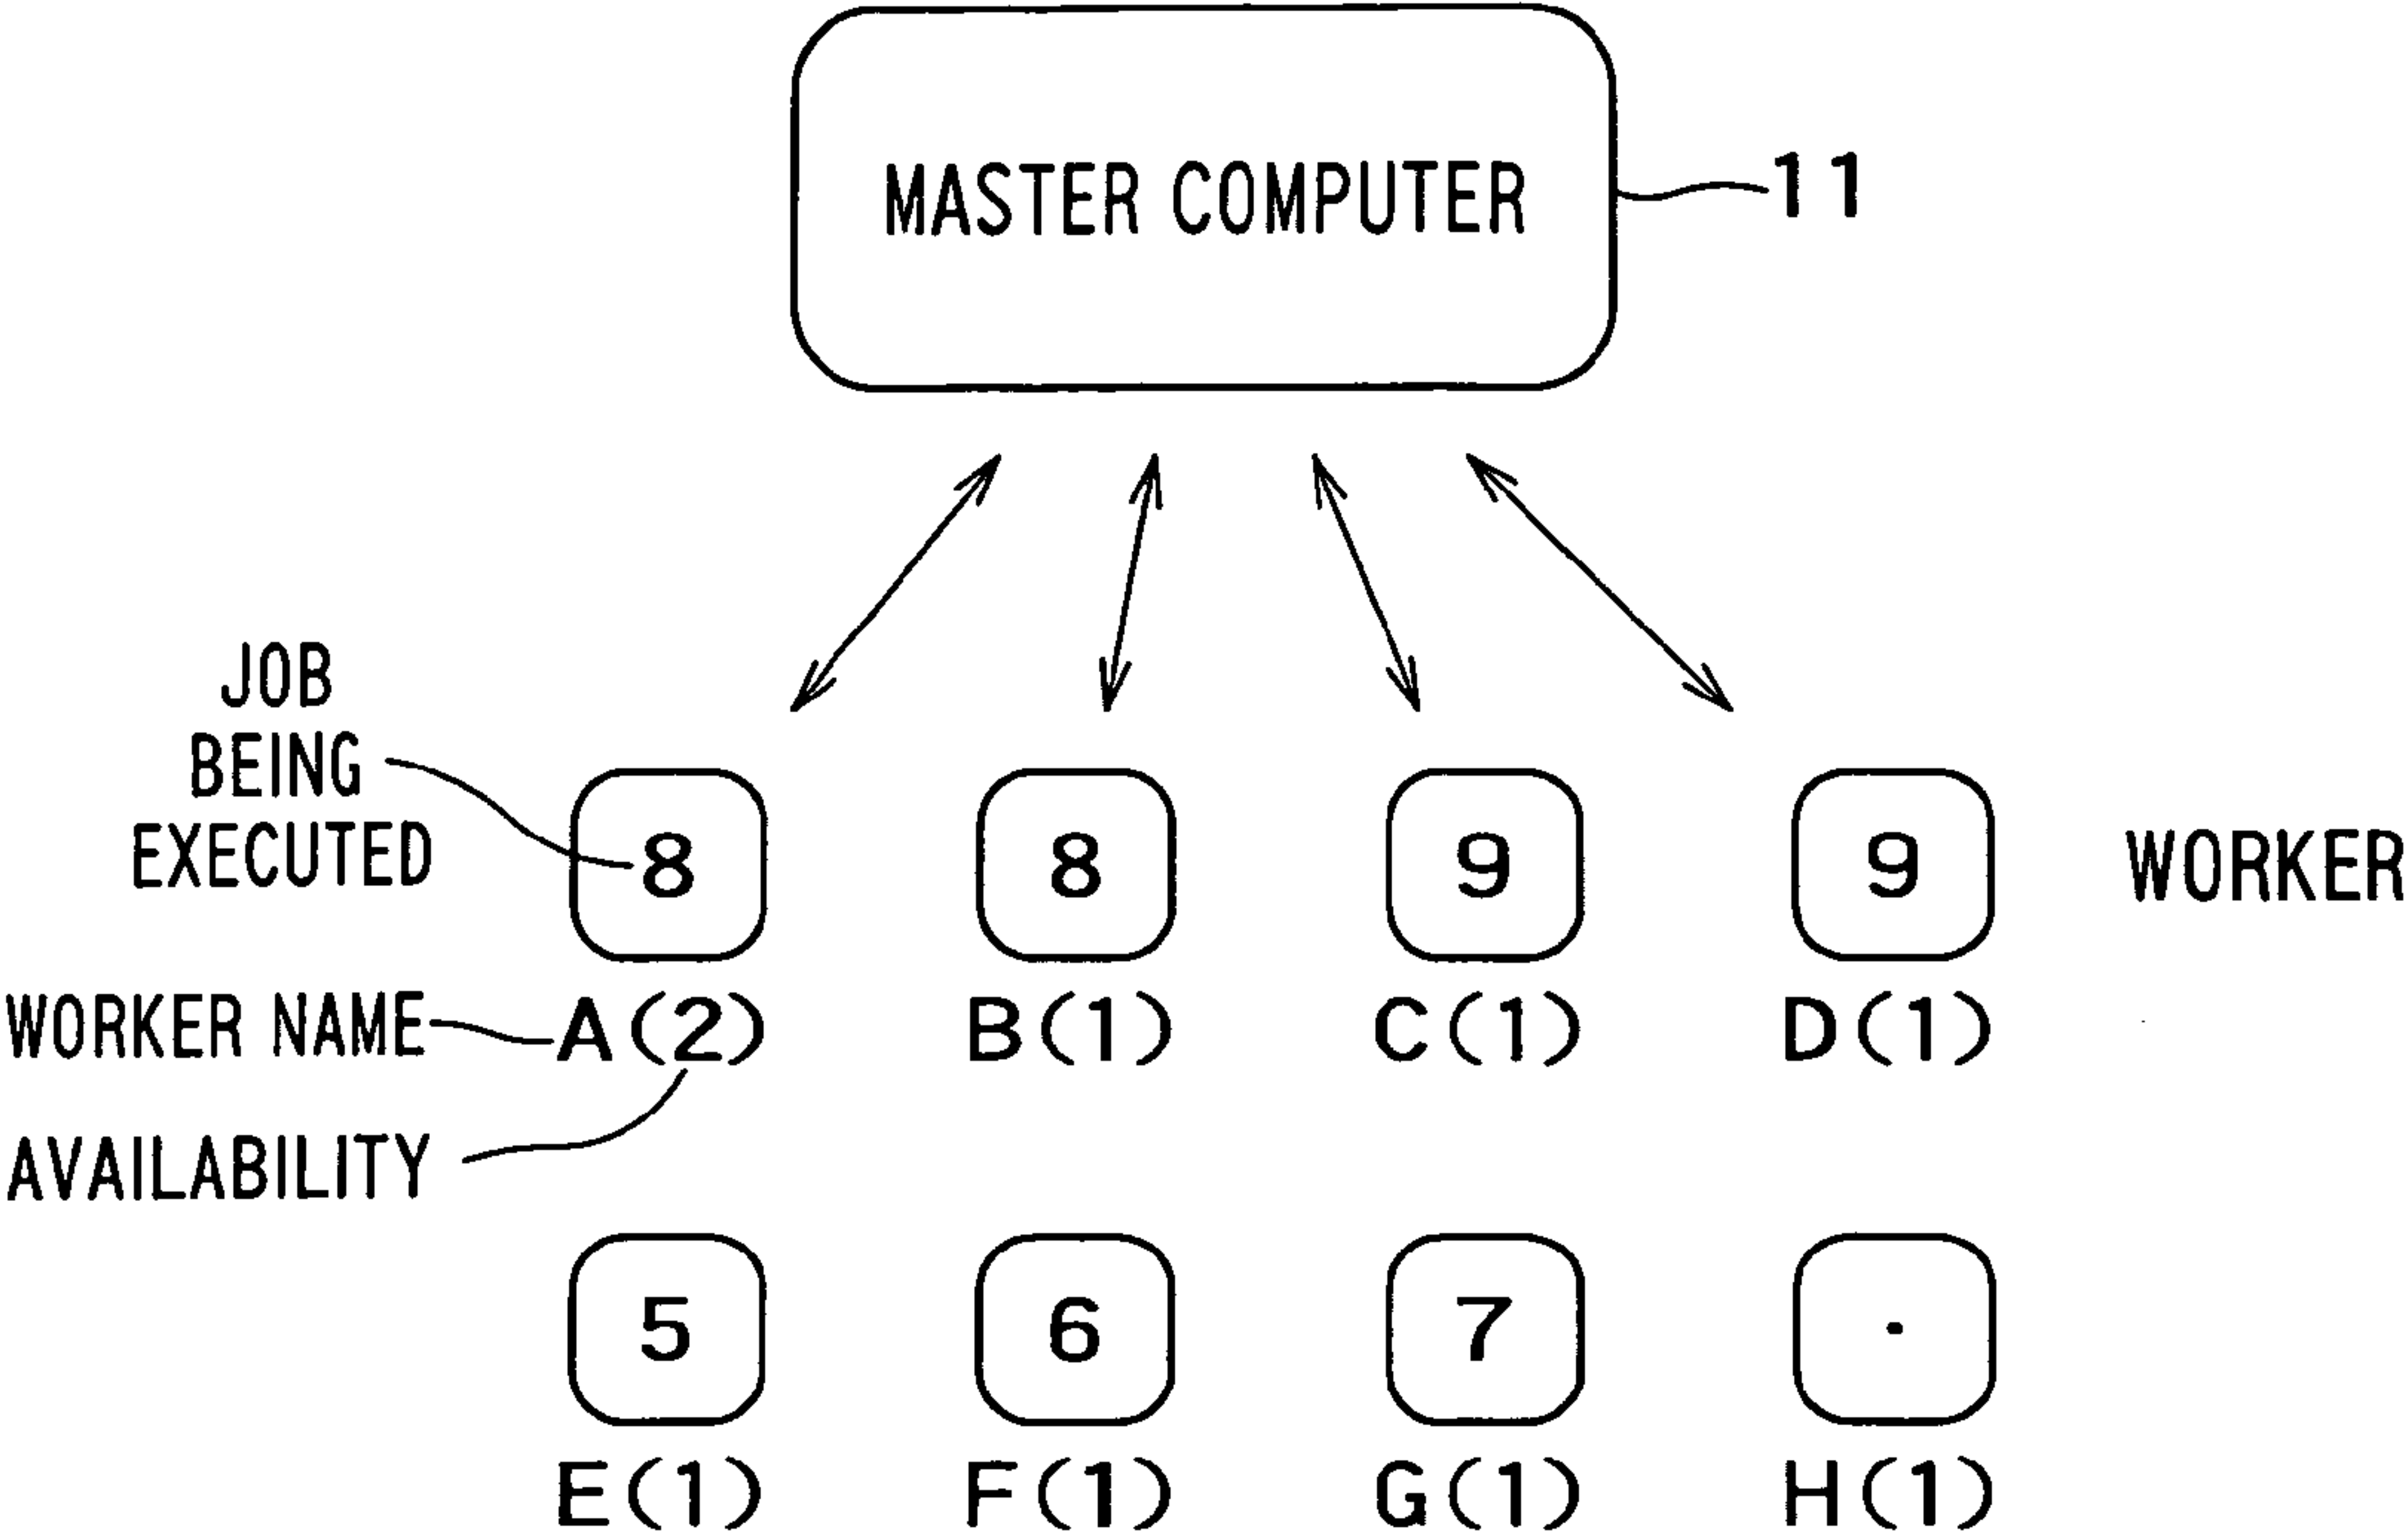 MASTER COMPUTER
11
JOB
BEING
EXECUTED
8 8 9 9
WORKER
WORKER NAME
A(2) B(1) C(1) D(1)
AVAILABILITY
5 6 7 ·
E(1) F(1) G(1) H(1)